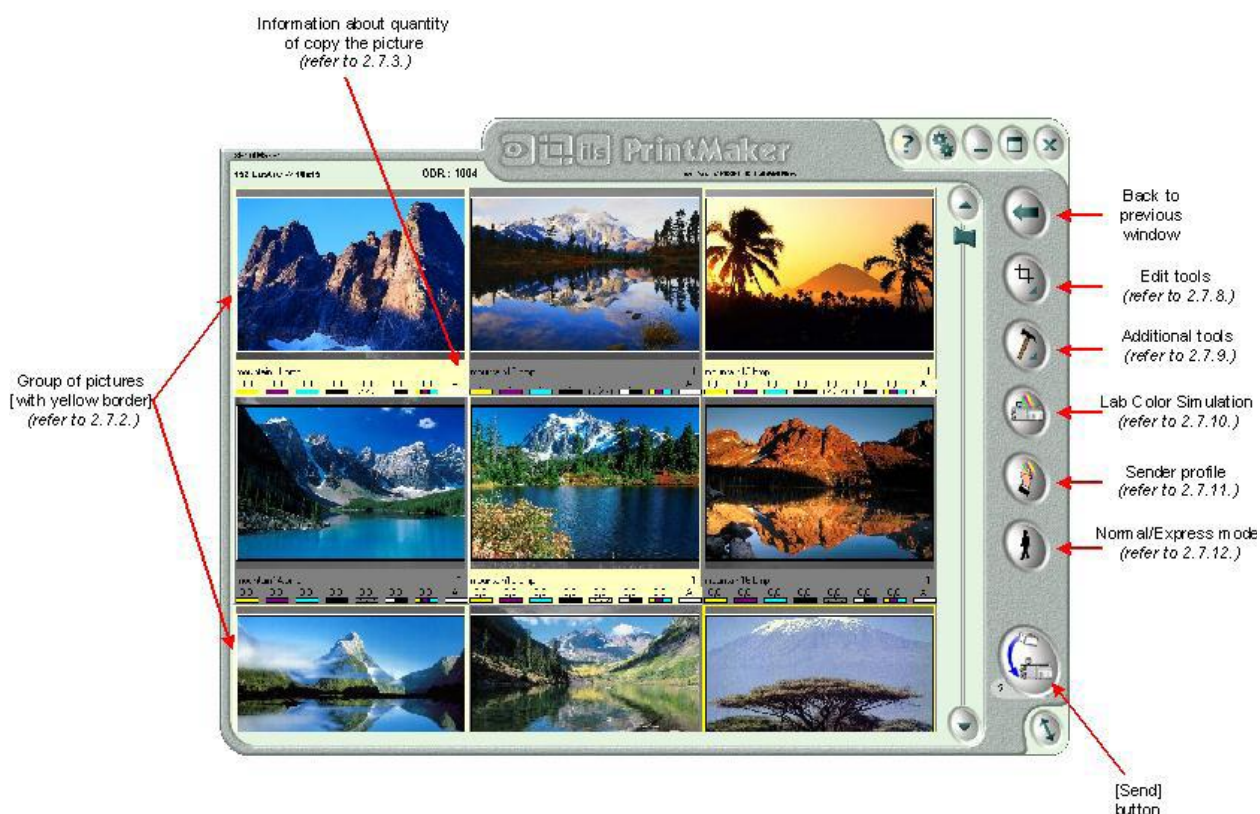 Information about quantity
of copy the picture
(refer to 2.7.3.)
ils PrintMaker
?
ODR.: 1004
Back to
previous
window
Edit tools
(refer to 2.7.8.)
Additional tools
(refer to 2.7.9.)
Group of pictures
[with yellow border]
(refer to 2.7.2.)
Lab Color Simulation
(refer to 2.7.10.)
Sender profile
(refer to 2.7.11.)
Normal/Express mode
(refer to 2.7.12.)
[Send]
button